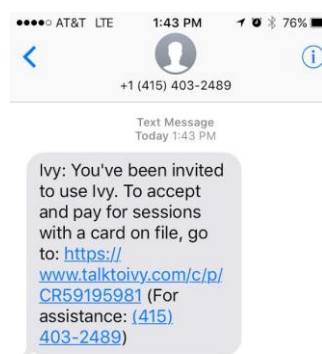 AT&T LTE 1:43 PM 76%
+1 (415) 403-2489
Text Message
Today 1:43 PM
Ivy: You've been invited
to use Ivy. To accept
and pay for sessions
with a card on file, go
to: https://
www.talktoivy.com/c/p/
CR59195981 (For
assistance: (415)
403-2489)